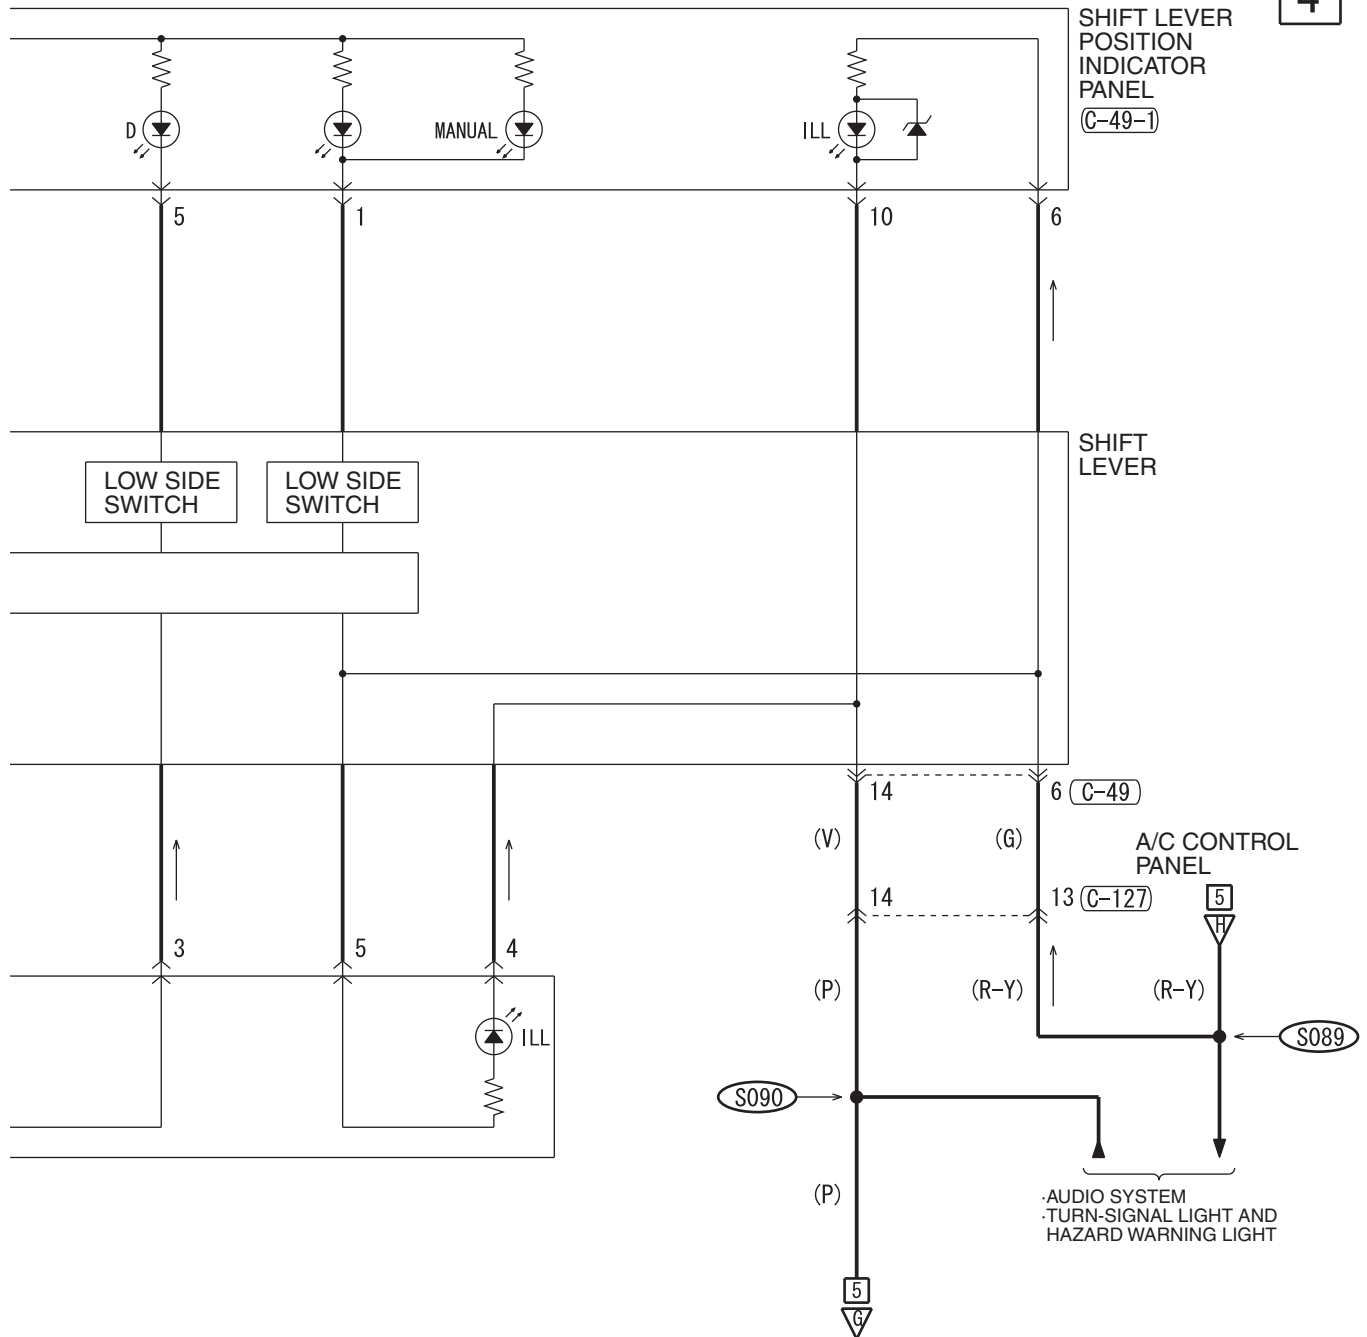 4
SHIFT LEVER
POSITION
INDICATOR
PANEL
(C-49-1)
D
MANUAL
ILL
5
1
10
6
SHIFT
LEVER
LOW SIDE
SWITCH
LOW SIDE
SWITCH
14
6 (C-49)
(V)
(G)
A/C CONTROL
PANEL
14
13 (C-127)
5
H
3
5
4
(P)
(R-Y)
(R-Y)
ILL
S089
S090
(P)
·AUDIO SYSTEM
·TURN-SIGNAL LIGHT AND
HAZARD WARNING LIGHT
5
G